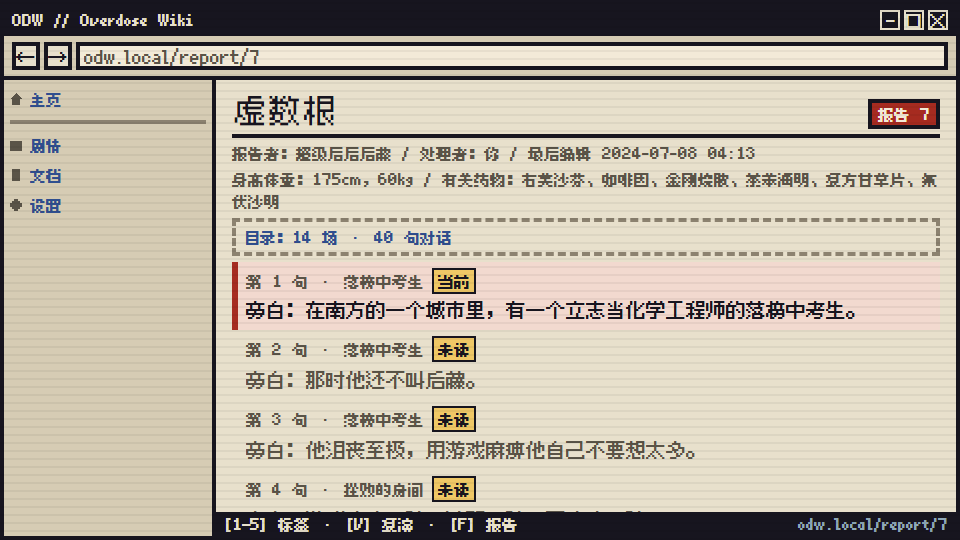 ODW // Overdose Wiki
odw.local/report/7
主页
剧情
文档
设置
虚数根
报告 7
报告者: 超级后后后藤 / 处理者: 你 / 最后编辑 2024-07-08 04:13
身高体重: 175cm, 60kg / 有关药物: 右美沙芬、咖啡因、金刚烷胺、苯汞涌明、复方甘草片、氟
伏沙明
目录: 14 场 · 40 句对话
第 1 句 · 落榜中考生 当前
旁白: 在南方的一个城市里，有一个立志当化学工程师的落榜中考生。
第 2 句 · 落榜中考生 未读
旁白: 那时他还不叫后藤。
第 3 句 · 落榜中考生 未读
旁白: 他沮丧至极，用游戏麻痹他自己不要想太多。
第 4 句 · 挫败的房间 未读
[1-5] 标签 · [V] 复读 · [F] 报告
odw.local/report/7